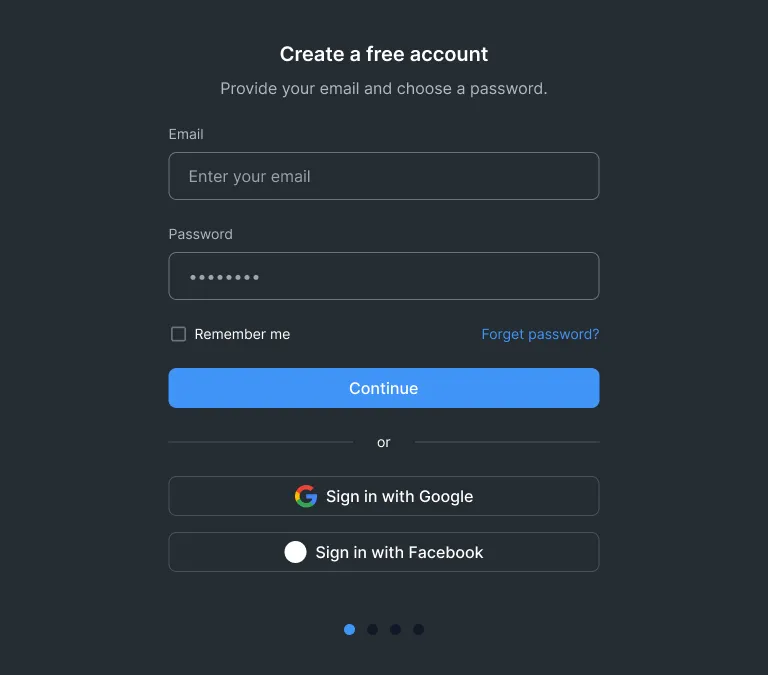 Create a free account
Provide your email and choose a password.
Email
Enter your email
Password
••••••••
Remember me
Forget password?
Continue
or
Sign in with Google
Sign in with Facebook